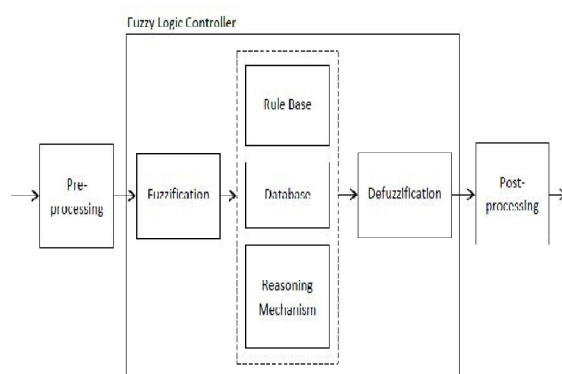 Fuzzy Logic Controller
Rule Base
Pre-
processing
Fuzzification
Database
Defuzzification
Post-
processing
Reasoning
Mechanism